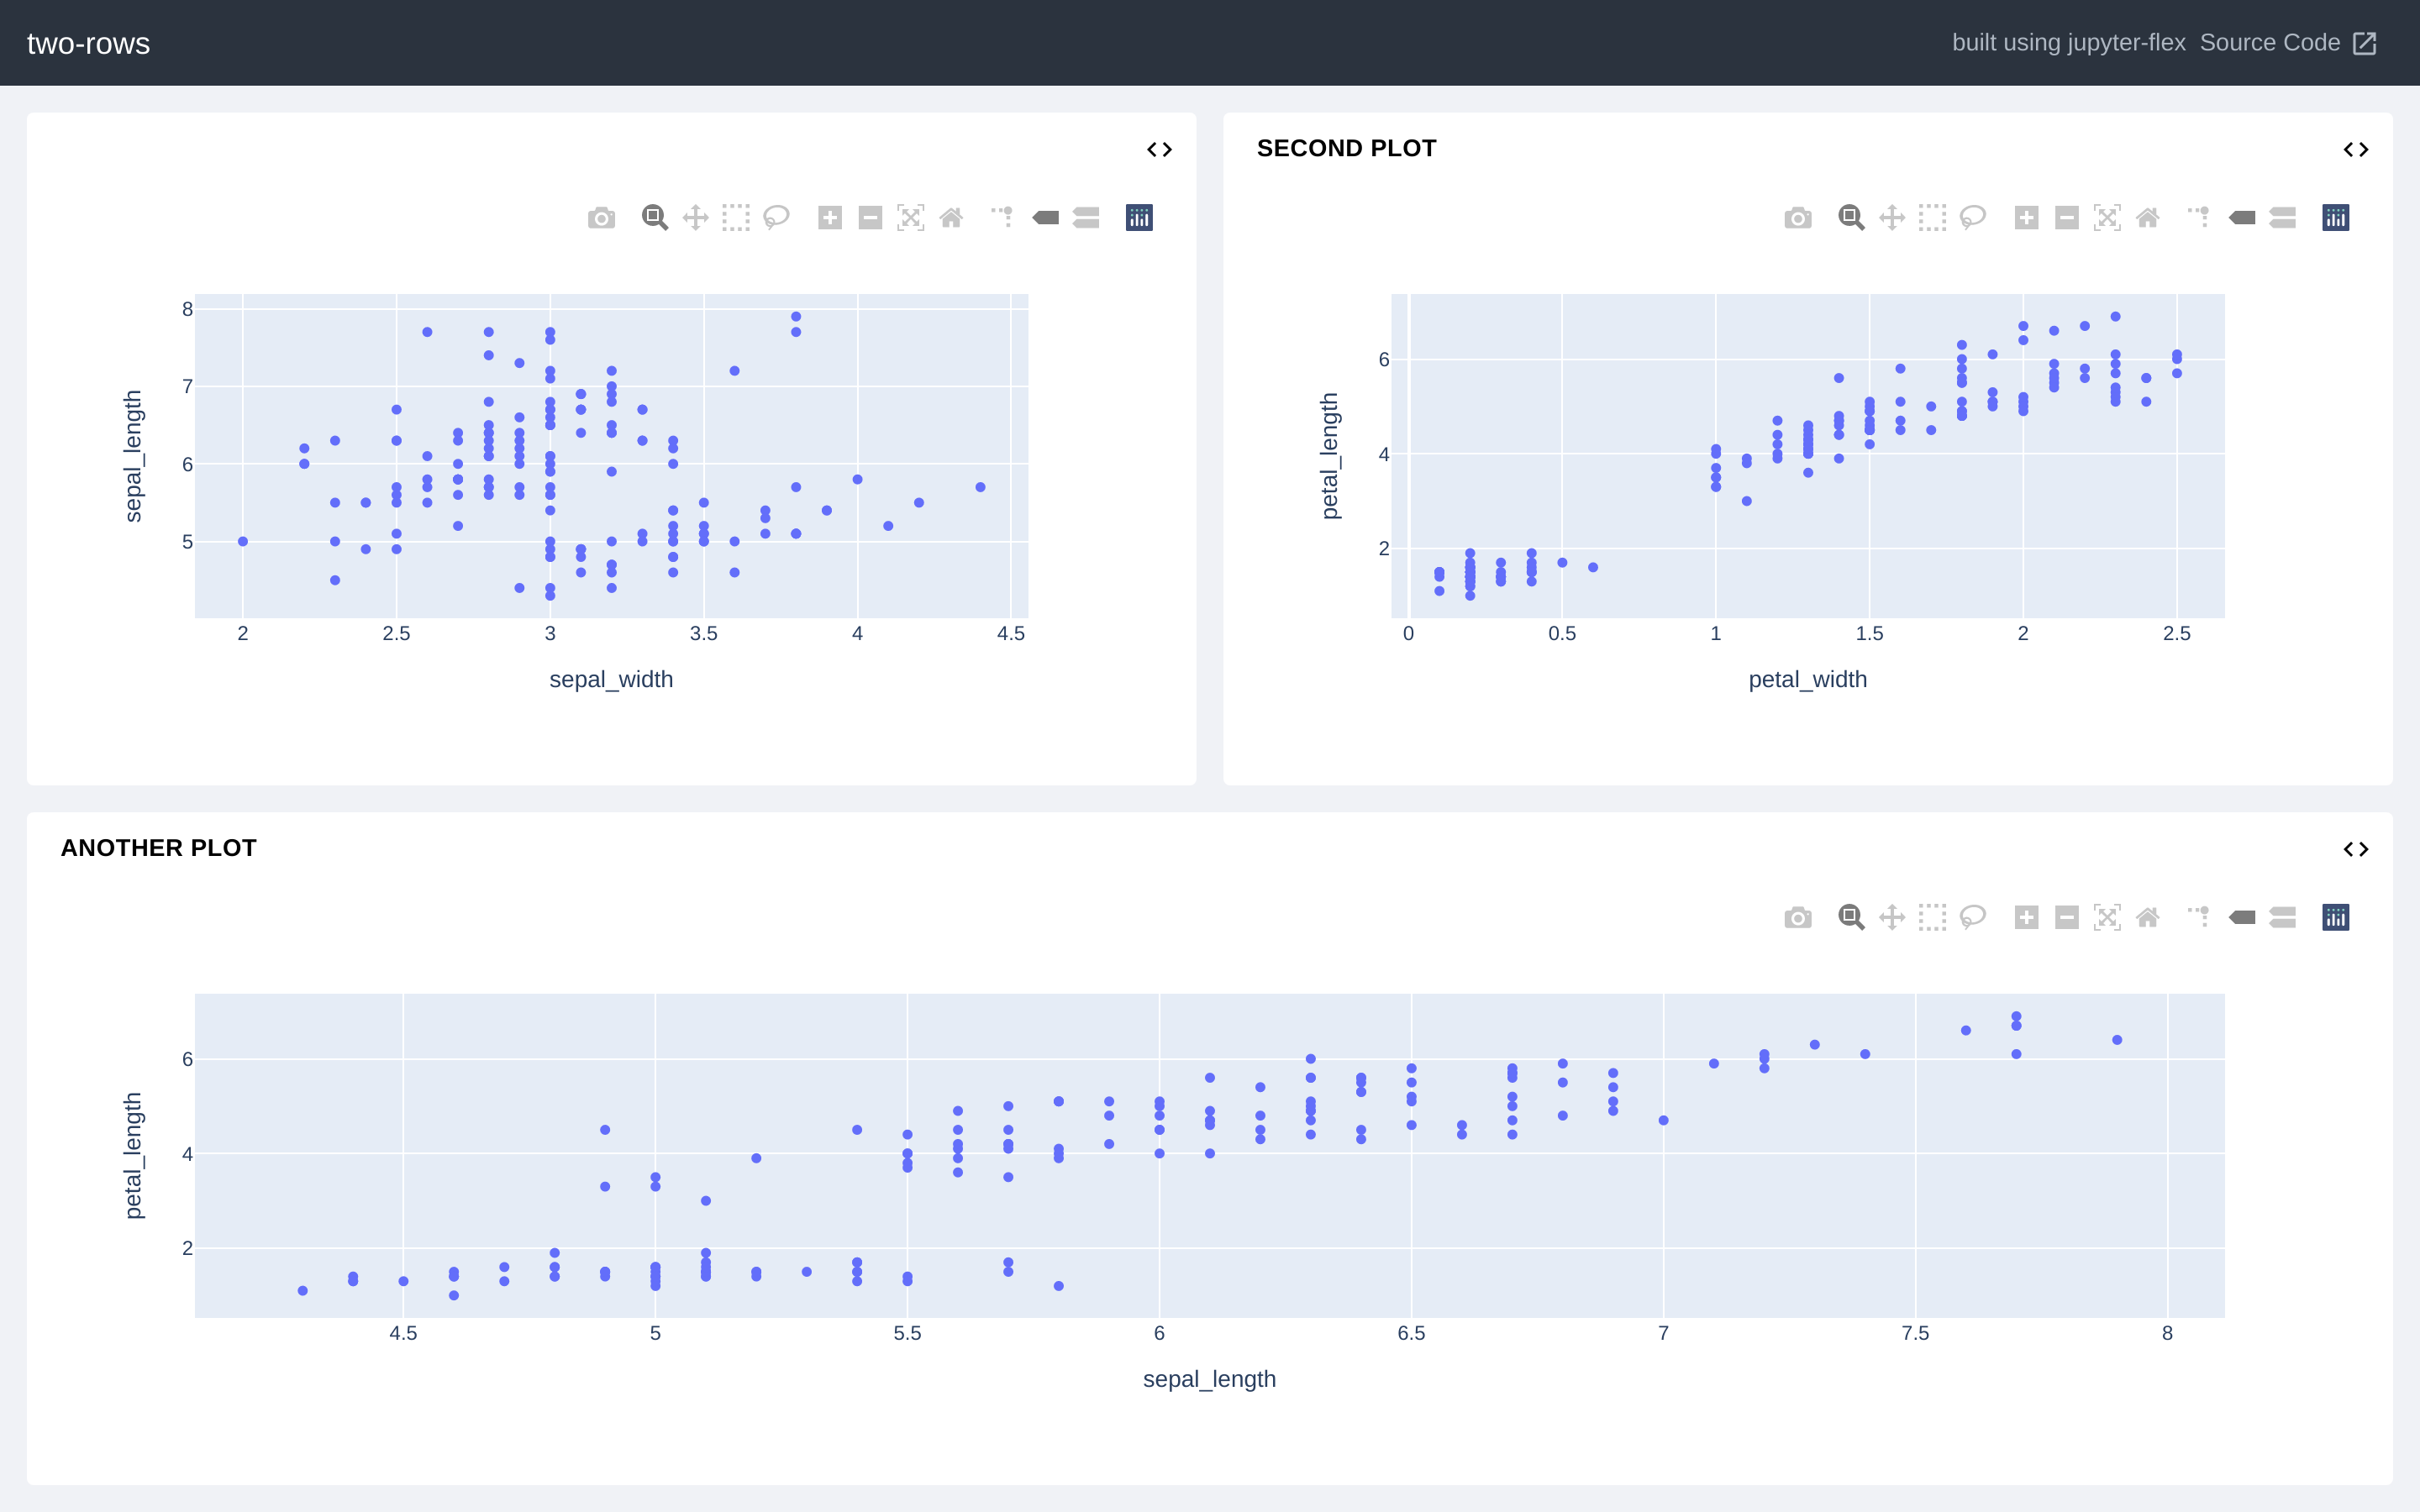 two-rows
built using jupyter-flex Source Code
sepal_length
8
7
6
5
2 2.5 3 3.5 4 4.5
sepal_width
SECOND PLOT
petal_length
6
4
2
0 0.5 1 1.5 2 2.5
petal_width
ANOTHER PLOT
petal_length
6
4
2
4.5 5 5.5 6 6.5 7 7.5 8
sepal_length